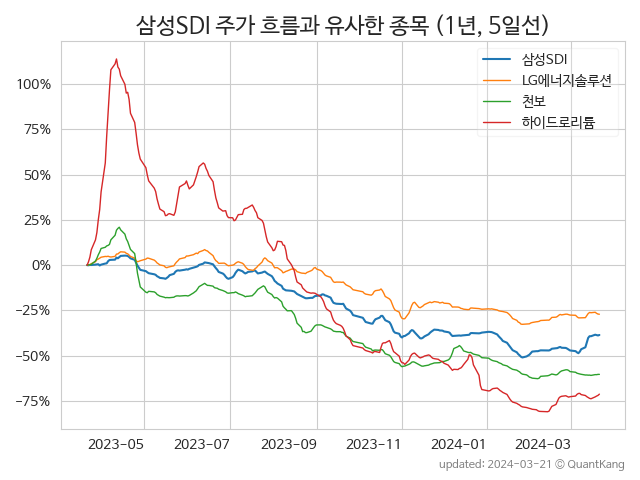 삼성SDI 주가 흐름과 유사한 종목 (1년, 5일선)
삼성SDI
LG에너지솔루션
천보
하이드로리튬
100%
75%
50%
25%
0%
−25%
−50%
−75%
2023-05 2023-07 2023-09 2023-11 2024-01 2024-03
updated: 2024-03-21 © QuantKang